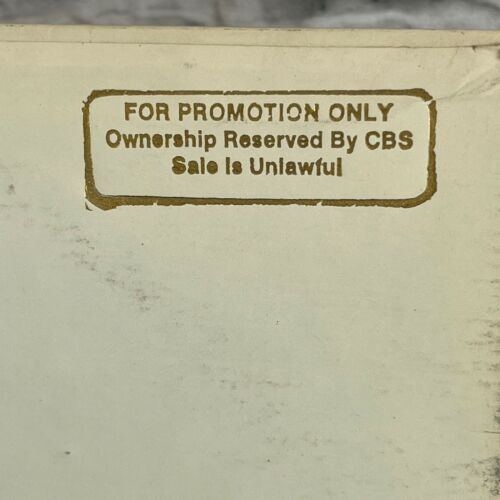 FOR PROMOTION ONLY
Ownership Reserved By CBS
Sale Is Unlawful